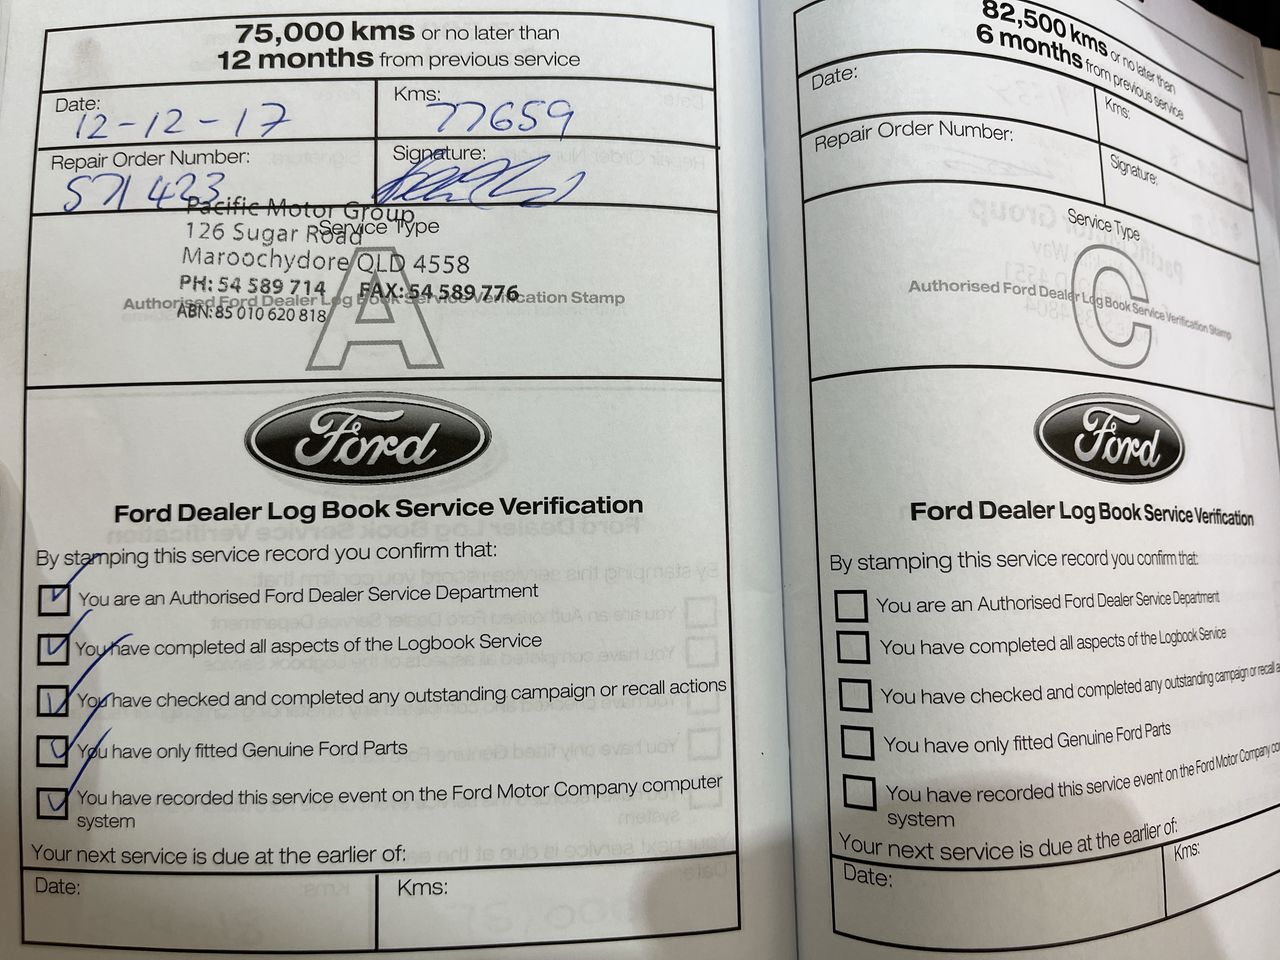 75,000 kms or no later than
12 months from previous service
Date:
12-12-17
Kms:
77659
Repair Order Number:
571423
Signature:
Pacific Motor Group
Service Type
126 Sugar Road
Maroochydore QLD 4558
PH: 54 589 714 FAX: 54 589 776
Authorised Ford Dealer Log Book Service Verification Stamp
ABN: 85 010 620 818
A
Ford
Ford Dealer Log Book Service Verification
By stamping this service record you confirm that:
You are an Authorised Ford Dealer Service Department
You have completed all aspects of the Logbook Service
You have checked and completed any outstanding campaign or recall actions
You have only fitted Genuine Ford Parts
You have recorded this service event on the Ford Motor Company computer
system
Your next service is due at the earlier of:
Date:
Kms:
82,500 kms or no later than
6 months from previous service
Date:
Kms:
Repair Order Number:
Signature:
Service Type
Authorised Ford Dealer Log Book Service Verification Stamp
C
Ford
Ford Dealer Log Book Service Verification
By stamping this service record you confirm that:
You are an Authorised Ford Dealer Service Department
You have completed all aspects of the Logbook Service
You have checked and completed any outstanding campaign or recall
You have only fitted Genuine Ford Parts
You have recorded this service event on the Ford Motor Company
system
Your next service is due at the earlier of:
Date:
Kms: